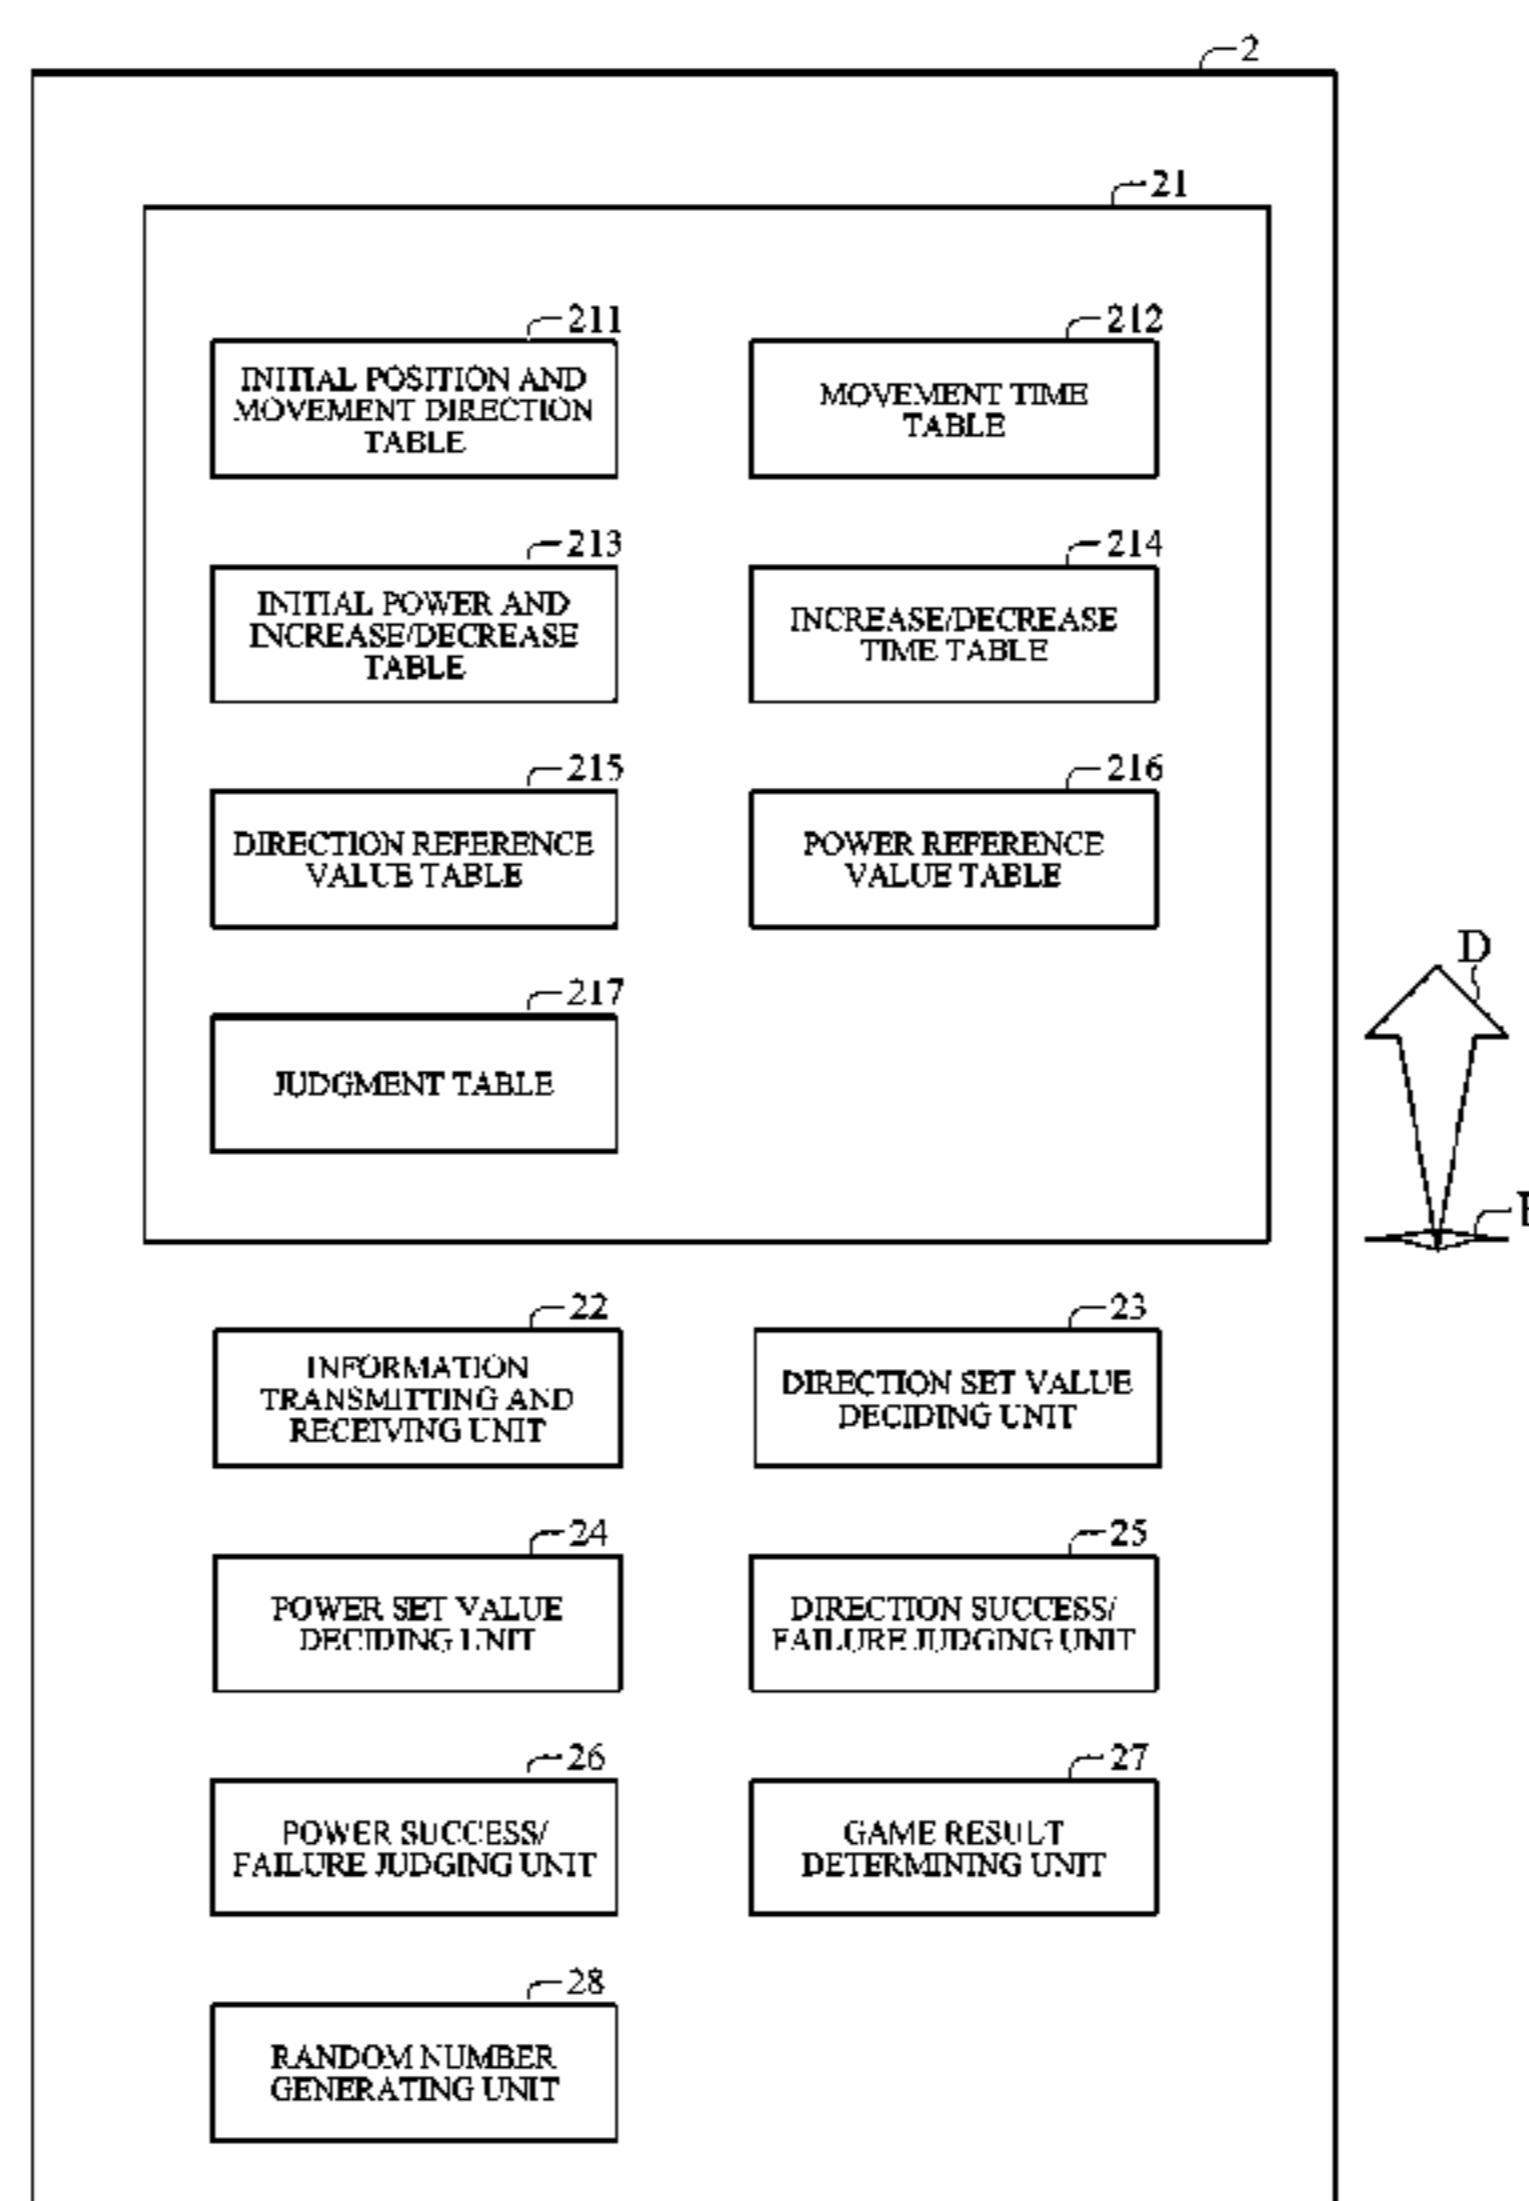 2
21
211
212
INITIAL POSITION AND
MOVEMENT DIRECTION
TABLE
MOVEMENT TIME
TABLE
213
214
INITIAL POWER AND
INCREASE/DECREASE
TABLE
INCREASE/DECREASE
TIME TABLE
215
216
DIRECTION REFERENCE
VALUE TABLE
POWER REFERENCE
VALUE TABLE
D
217
JUDGMENT TABLE
22
23
INFORMATION
TRANSMITTING AND
RECEIVING UNIT
DIRECTION SET VALUE
DECIDING UNIT
24
25
POWER SET VALUE
DECIDING UNIT
DIRECTION SUCCESS/
FAILURE JUDGING UNIT
26
27
POWER SUCCESS/
FAILURE JUDGING UNIT
GAME RESULT
DETERMINING UNIT
28
RANDOM NUMBER
GENERATING UNIT